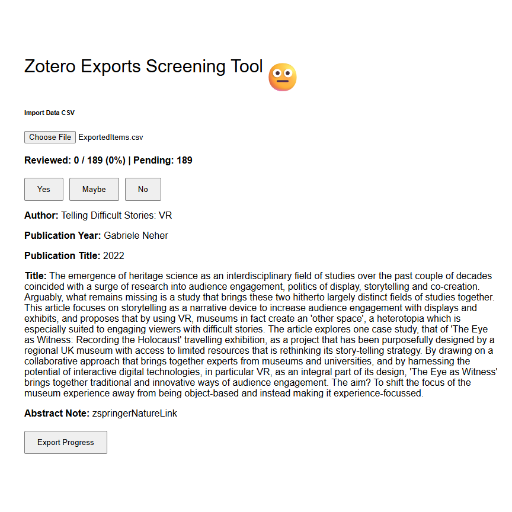 Zotero Exports Screening Tool
Import Data CSV
Choose File ExportedItems.csv
Reviewed: 0 / 189 (0%) | Pending: 189
Yes Maybe No
Author: Telling Difficult Stories: VR
Publication Year: Gabriele Neher
Publication Title: 2022
Title: The emergence of heritage science as an interdisciplinary field of studies over the past couple of decades
coincided with a surge of research into audience engagement, politics of display, storytelling and co-creation.
Arguably, what remains missing is a study that brings these two hitherto largely distinct fields of studies together.
This article focuses on storytelling as a narrative device to increase audience engagement with displays and
exhibits, and proposes that by using VR, museums in fact create an 'other space', a heterotopia which is
especially suited to engaging viewers with difficult stories. The article explores one case study, that of 'The Eye
as Witness: Recording the Holocaust' travelling exhibition, as a project that has been purposefully designed by a
regional UK museum with access to limited resources that is rethinking its story-telling strategy. By drawing on a
collaborative approach that brings together experts from museums and universities, and by harnessing the
potential of interactive digital technologies, in particular VR, as an integral part of its design, 'The Eye as Witness'
brings together traditional and innovative ways of audience engagement. The aim? To shift the focus of the
museum experience away from being object-based and instead making it experience-focussed.
Abstract Note: zspringerNatureLink
Export Progress